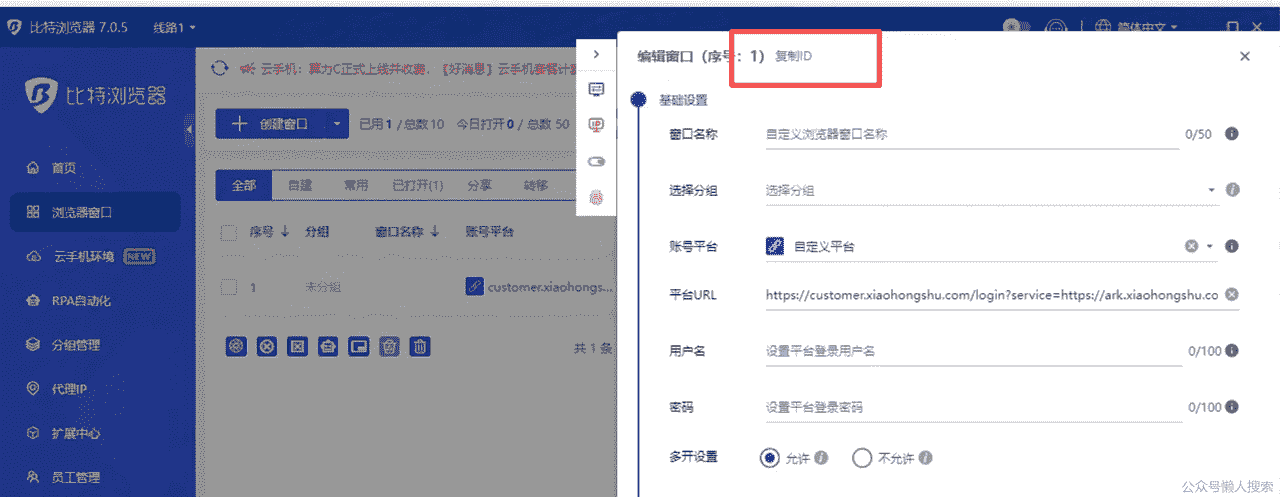 比特浏览器 7.0.5 线路1 简体中文
比特浏览器
首页
浏览器窗口
云手机环境 NEW
RPA自动化
分组管理
代理IP
扩展中心
员工管理
云手机：算力C正式上线并收费．【好消息】云手机套餐计
创建窗口 已用1 / 总数10 今日打开0 / 总数 50
全部 自建 常用 已打开(1) 分享 转移
序号 分组 窗口名称 账号平台
1 未分组 customer.xiaohongs...
共 1 条
编辑窗口（序号：1） 复制ID
基础设置
窗口名称 自定义浏览器窗口名称 0/50
选择分组 选择分组
账号平台 自定义平台
平台URL https://customer.xiaohongshu.com/login?service=https://ark.xiaohongshu.co
用户名 设置平台登录用户名 0/100
密码 设置平台登录密码 0/100
多开设置 允许 不允许
公众号懒人搜索